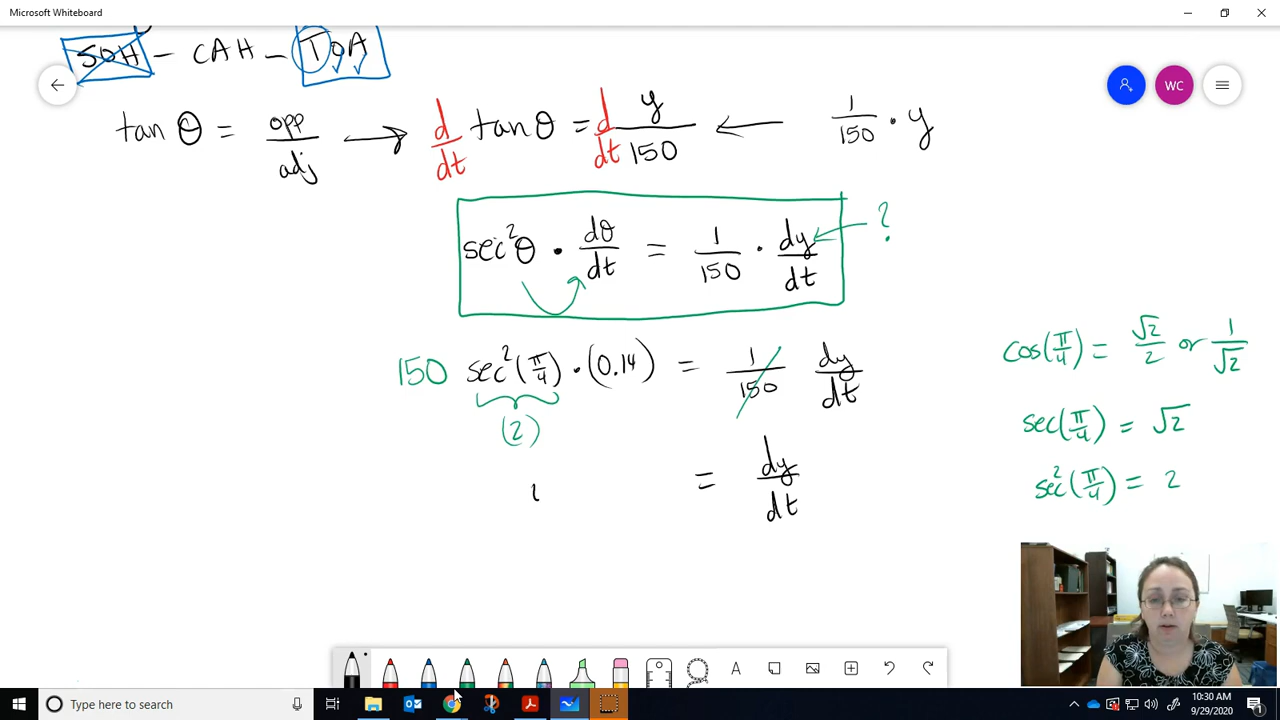 Microsoft Whiteboard
SOH - CAH - TOA
tan θ = opp/adj → d/dt tan θ = d/dt y/150 ← 1/150 · y
WC
sec²θ · dθ/dt = 1/150 · dy/dt ← ?
150 sec²(π/4) · (0.14) = 1/150 dy/dt
(2)
= dy/dt
cos(π/4) = √2/2 or 1/√2
sec(π/4) = √2
sec²(π/4) = 2
Type here to search
10:30 AM
9/29/2020